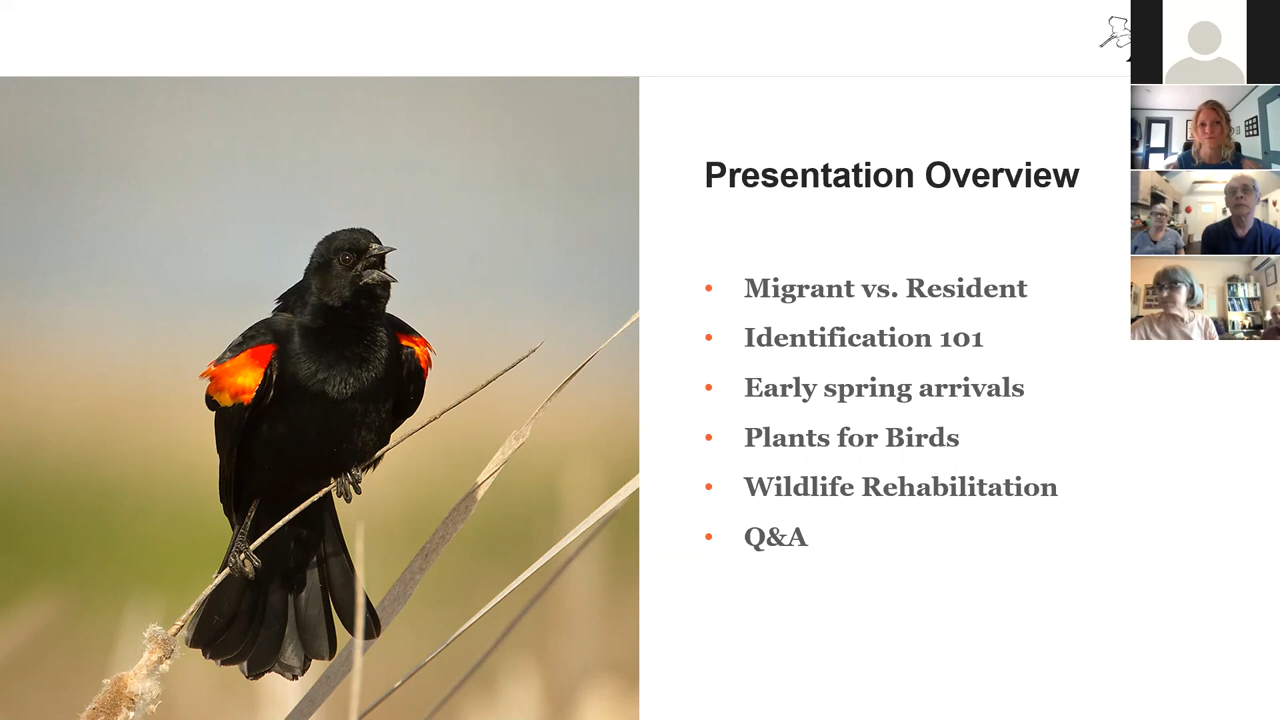 Presentation Overview
• Migrant vs. Resident
• Identification 101
• Early spring arrivals
• Plants for Birds
• Wildlife Rehabilitation
• Q&A